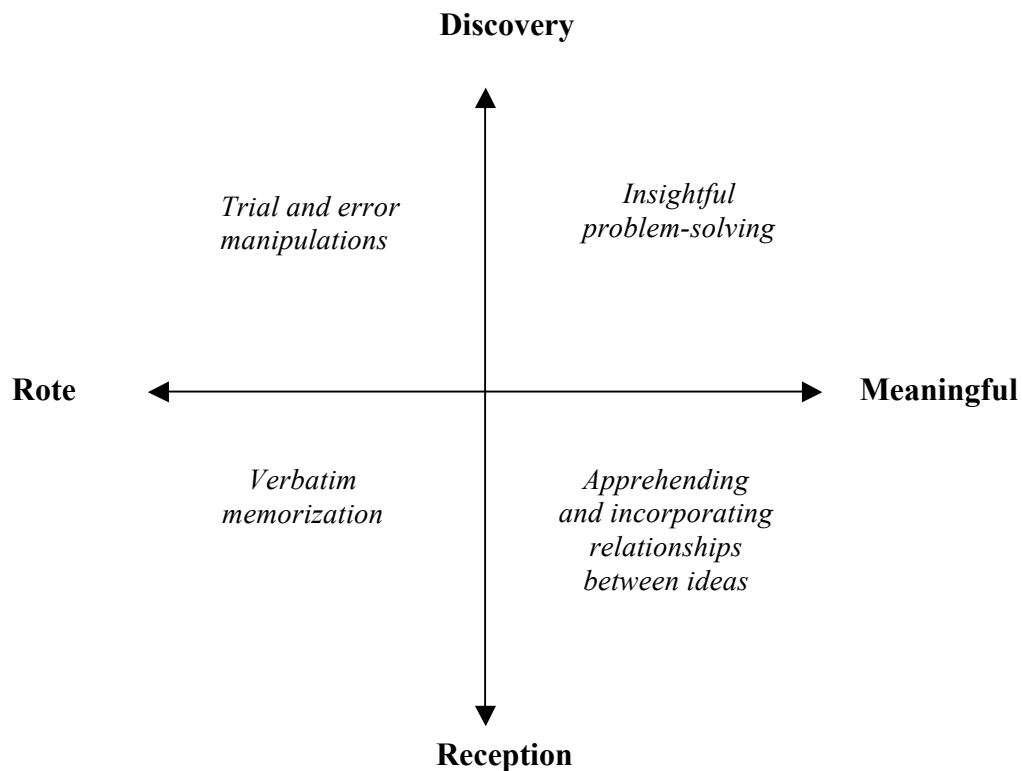 Discovery
Trial and error
manipulations
Insightful
problem-solving
Rote
Meaningful
Verbatim
memorization
Apprehending
and incorporating
relationships
between ideas
Reception